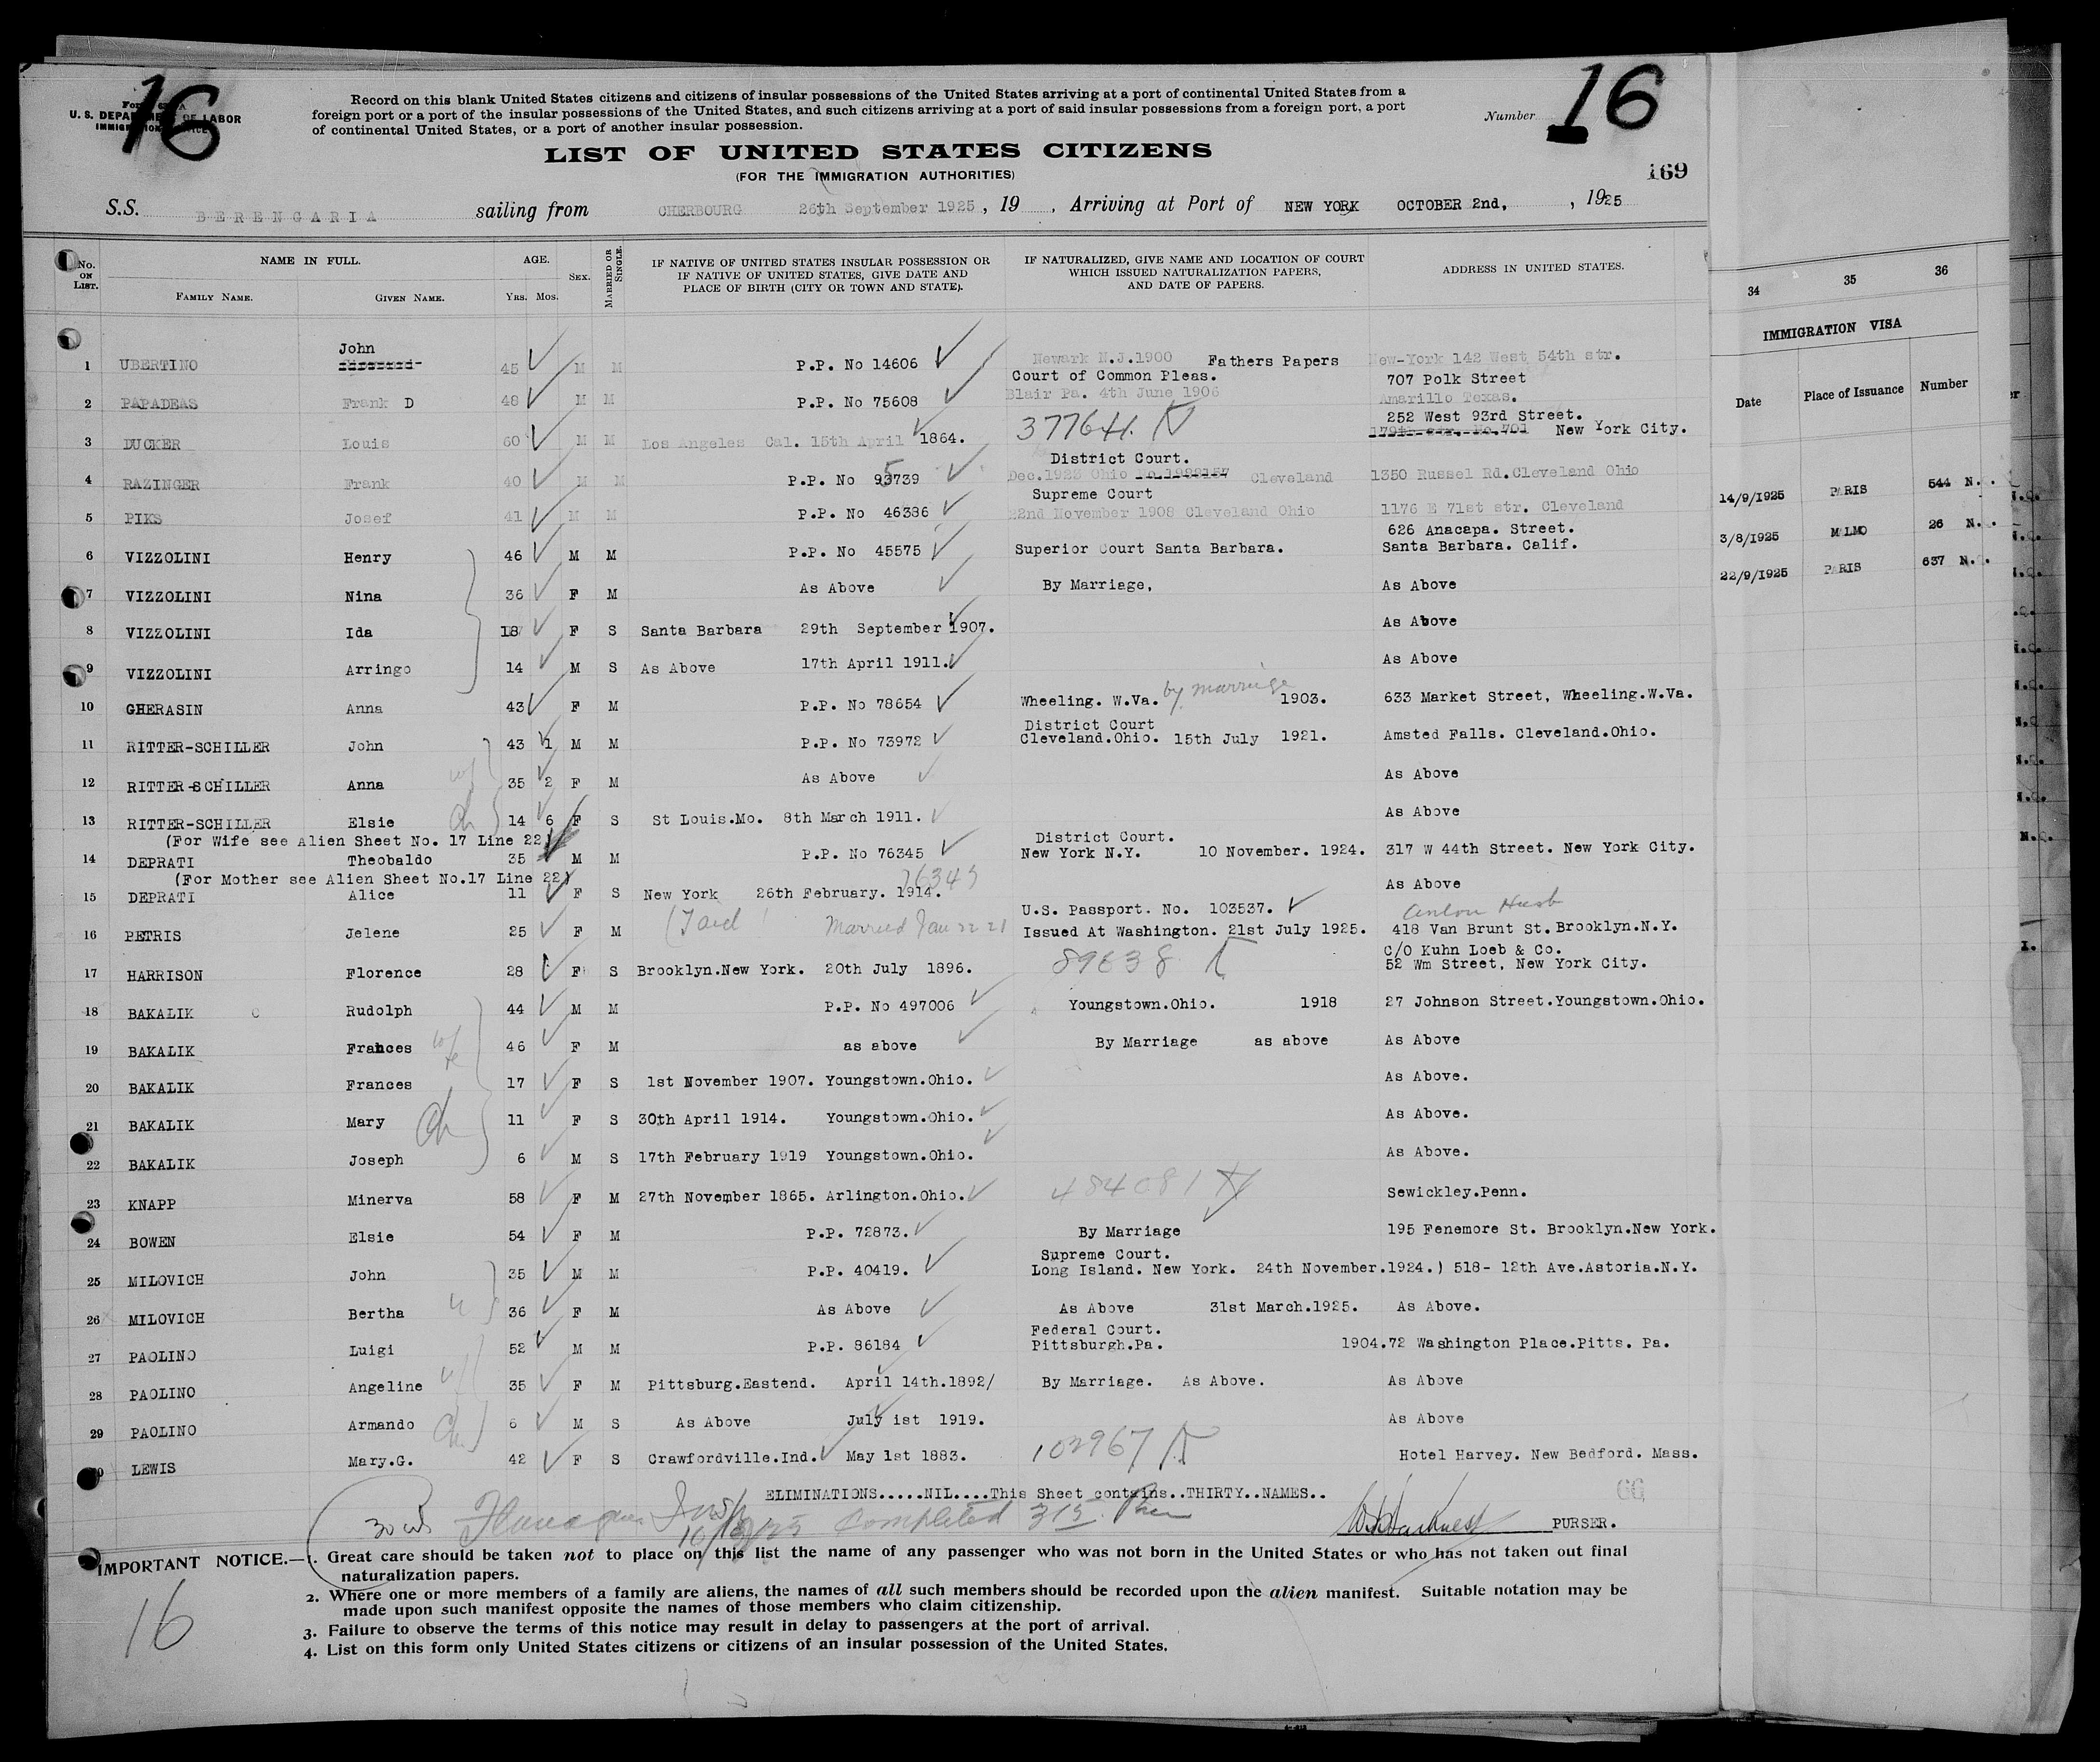 16
16
U. S. DEPARTMENT OF LABOR
IMMIGRATION SERVICE
Record on this blank United States citizens and citizens of insular possessions of the United States arriving at a port of continental United States from a
foreign port or a port of the insular possessions of the United States, and such citizens arriving at a port of said insular possessions from a foreign port, a port
of continental United States, or a port of another insular possession.
Number
LIST OF UNITED STATES CITIZENS
(FOR THE IMMIGRATION AUTHORITIES)
169
S.S. BERENGARIA sailing from CHERBOURG 26th September 1925, 19 , Arriving at Port of NEW YORK OCTOBER 2nd, , 1925
No. ON LIST. NAME IN FULL. AGE. SEX. MARRIED OR SINGLE. IF NATIVE OF UNITED STATES INSULAR POSSESSION OR IF NATIVE OF UNITED STATES, GIVE DATE AND PLACE OF BIRTH (CITY OR TOWN AND STATE). IF NATURALIZED, GIVE NAME AND LOCATION OF COURT WHICH ISSUED NATURALIZATION PAPERS, AND DATE OF PAPERS. ADDRESS IN UNITED STATES.
FAMILY NAME. GIVEN NAME. YRS. MOS.
John
1 UBERTINO 45 M M P.P. No 14606 Newark N.J.1900 Fathers Papers New-York 142 West 54th str.
Court of Common Pleas. 707 Polk Street
2 PAPADEAS Frank D 48 M M P.P. No 75608 Blair Pa. 4th June 1906 Amarillo Texas.
252 West 93rd Street.
3 DUCKER Louis 60 M M Los Angeles Cal. 15th April 1864. 377641. 179th str. No.701 New York City.
District Court.
4 RAZINGER Frank 40 M M P.P. No 95739 Dec.1923 Ohio Cleveland 1350 Russel Rd.Cleveland Ohio
Supreme Court
5 PIKS Josef 41 M M P.P. No 46386 22nd November 1908 Cleveland Ohio 1176 E 71st str. Cleveland
626 Anacapa. Street.
6 VIZZOLINI Henry 46 M M P.P. No 45575 Superior Court Santa Barbara. Santa Barbara. Calif.
7 VIZZOLINI Nina 36 F M As Above By Marriage, As Above
8 VIZZOLINI Ida 18 F S Santa Barbara 29th September 1907. As Above
9 VIZZOLINI Arringo 14 M S As Above 17th April 1911. As Above
10 GHERASIN Anna 43 F M P.P. No 78654 Wheeling. W.Va. by marriage 1903. 633 Market Street, Wheeling.W.Va.
District Court
11 RITTER-SCHILLER John 43 1 M M P.P. No 73972 Cleveland.Ohio. 15th July 1921. Amsted Falls. Cleveland.Ohio.
12 RITTER-SCHILLER Anna 35 2 F M As Above As Above
13 RITTER-SCHILLER Elsie Ch 14 6 F S St Louis.Mo. 8th March 1911. As Above
(For Wife see Alien Sheet No. 17 Line 22) District Court.
14 DEPRATI Theobaldo 35 M M P.P. No 76345 New York N.Y. 10 November. 1924. 317 W 44th Street. New York City.
(For Mother see Alien Sheet No.17 Line 22) 76345
15 DEPRATI Alice 11 F S New York 26th February. 1914. As Above
U.S. Passport. No. 103537. Anton Husb
16 PETRIS Jelene 25 F M Married Jan 22 21 Issued At Washington. 21st July 1925. 418 Van Brunt St. Brooklyn.N.Y.
C/O Kuhn Loeb & Co.
17 HARRISON Florence 28 F S Brooklyn.New York. 20th July 1896. 89638 52 Wm Street, New York City.
18 BAKALIK C Rudolph 44 M M P.P. No 497006 Youngstown.Ohio. 1918 27 Johnson Street.Youngstown.Ohio.
19 BAKALIK Frances wife 46 F M as above By Marriage as above As Above
20 BAKALIK Frances 17 F S 1st November 1907. Youngstown.Ohio. As Above.
21 BAKALIK Mary Ch 11 F S 30th April 1914. Youngstown.Ohio. As Above.
22 BAKALIK Joseph 6 M S 17th February 1919 Youngstown.Ohio. As Above.
23 KNAPP Minerva 58 F M 27th November 1865. Arlington.Ohio. 484081 Sewickley.Penn.
24 BOWEN Elsie 54 F M P.P. 72873. By Marriage 195 Fenemore St. Brooklyn.New York.
Supreme Court.
25 MILOVICH John 35 M M P.P. 40419. Long Island. New York. 24th November.1924.) 518- 12th Ave.Astoria.N.Y.
26 MILOVICH Bertha 36 F M As Above As Above 31st March.1925. As Above.
Federal Court.
27 PAOLINO Luigi 52 M M P.P. 86184 Pittsburgh.Pa. 1904. 72 Washington Place.Pitts. Pa.
28 PAOLINO Angeline 35 F M Pittsburg.Eastend. April 14th.1892/ By Marriage. As Above. As Above
29 PAOLINO Armando Ch 6 M S As Above July 1st 1919. As Above
30 LEWIS Mary.G. 42 F S Crawfordville.Ind. May 1st 1883. 102967 Hotel Harvey. New Bedford. Mass.
ELIMINATIONS.....NIL....This Sheet contains..THIRTY..NAMES.. GG
Flanagan Insp 10/2/25 Completed 315 PURSER.
IMPORTANT NOTICE.—1. Great care should be taken not to place on this list the name of any passenger who was not born in the United States or who has not taken out final
naturalization papers.
2. Where one or more members of a family are aliens, the names of all such members should be recorded upon the alien manifest. Suitable notation may be
made upon such manifest opposite the names of those members who claim citizenship.
3. Failure to observe the terms of this notice may result in delay to passengers at the port of arrival.
4. List on this form only United States citizens or citizens of an insular possession of the United States.
16
34 35 36
IMMIGRATION VISA
Date Place of Issuance Number
14/9/1925 PARIS 544 N.
3/8/1925 MALMO 26 N.
22/9/1925 PARIS 637 N.